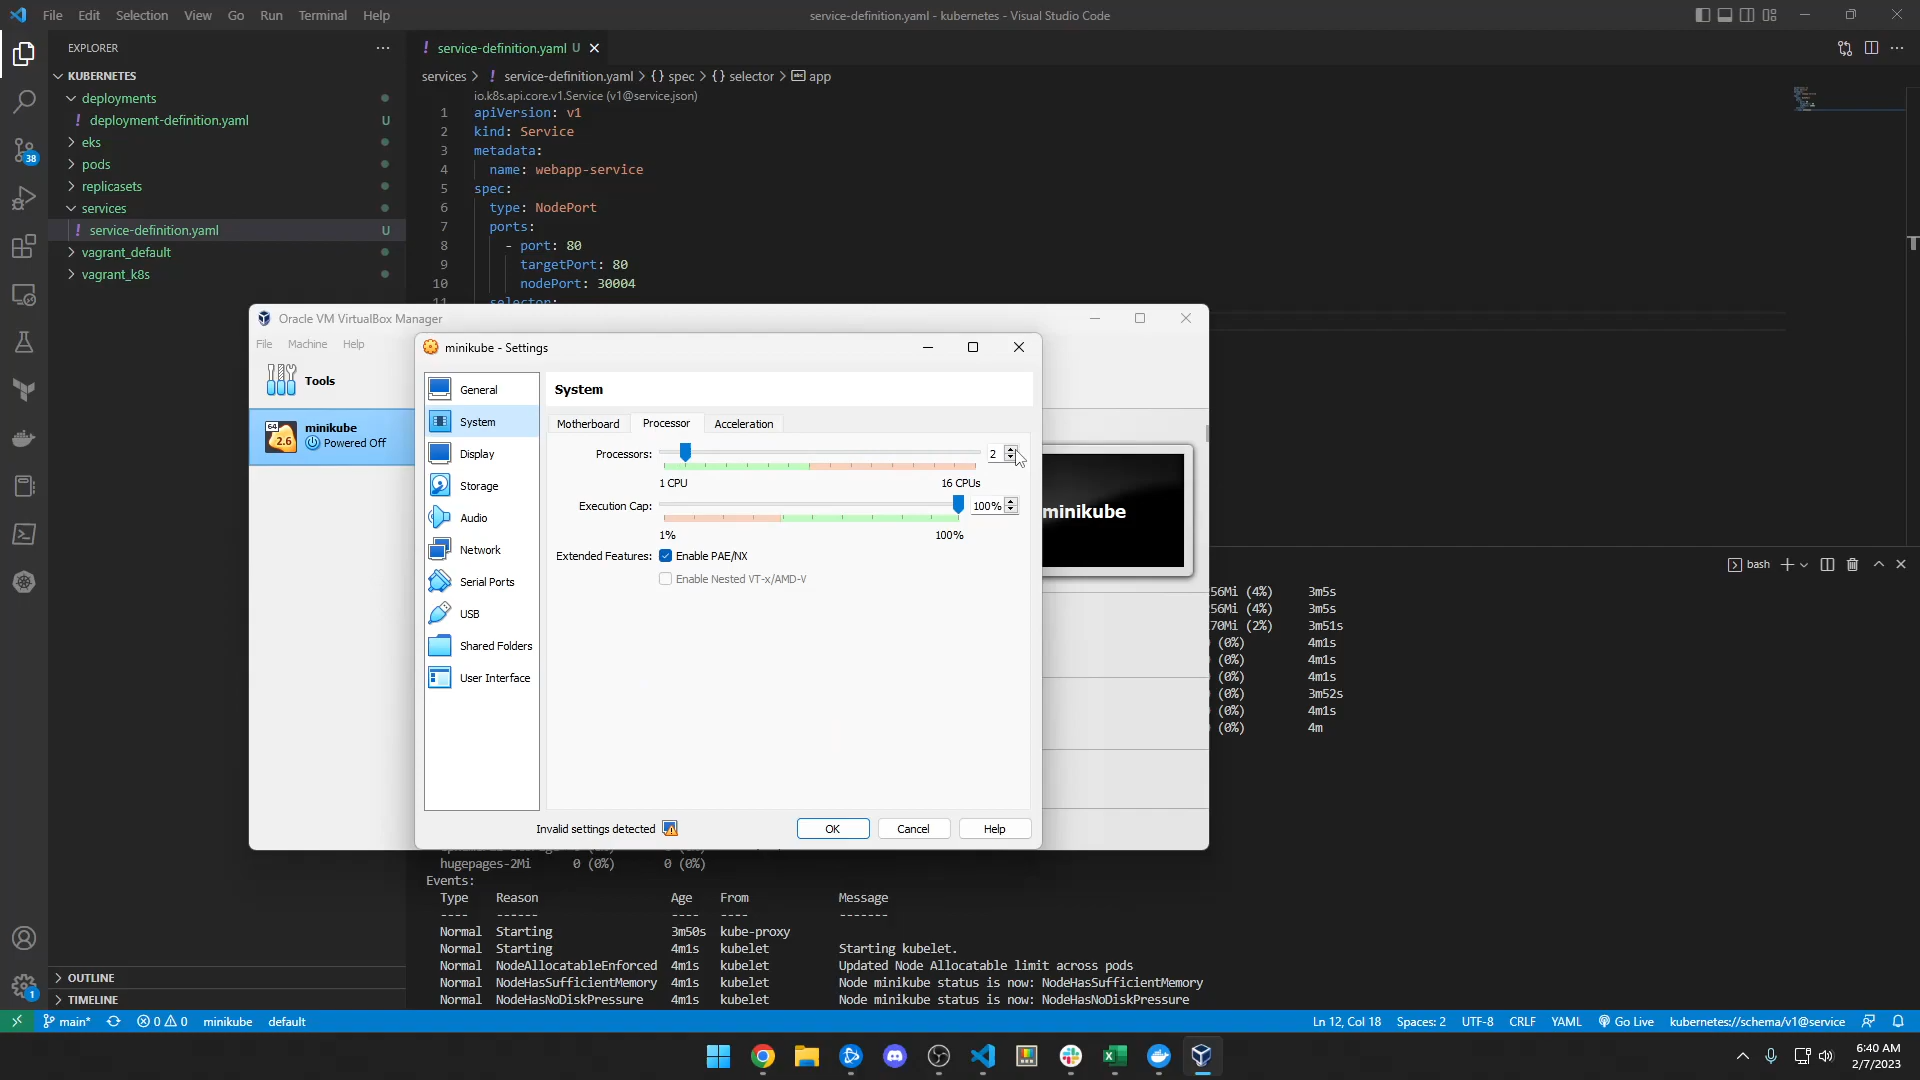 File Edit Selection View Go Run Terminal Help
service-definition.yaml - kubernetes - Visual Studio Code
EXPLORER
KUBERNETES
deployments
! deployment-definition.yaml U
eks
pods
replicasets
services
! service-definition.yaml U
vagrant_default
vagrant_k8s
38
! service-definition.yaml U
services > ! service-definition.yaml > {} spec > {} selector > app
io.k8s.api.core.v1.Service (v1@service.json)
1 apiVersion: v1
2 kind: Service
3 metadata:
4 name: webapp-service
5 spec:
6 type: NodePort
7 ports:
8 - port: 80
9 targetPort: 80
10 nodePort: 30004
11 selector:
Oracle VM VirtualBox Manager
File Machine Help
Tools
64
2.6
minikube
Powered Off
minikube - Settings
General
System
Display
Storage
Audio
Network
Serial Ports
USB
Shared Folders
User Interface
System
Motherboard Processor Acceleration
Processors: 2
1 CPU 16 CPUs
Execution Cap: 100%
1% 100%
Extended Features: Enable PAE/NX
Enable Nested VT-x/AMD-V
Invalid settings detected
OK Cancel Help
minikube
bash
56Mi (4%) 3m5s
56Mi (4%) 3m5s
70Mi (2%) 3m51s
(0%) 4m1s
(0%) 4m1s
(0%) 4m1s
(0%) 3m52s
(0%) 4m1s
(0%) 4m
hugepages-2Mi 0 (0%) 0 (0%)
Events:
Type Reason Age From Message
---- ------ ---- ---- -------
Normal Starting 3m50s kube-proxy
Normal Starting 4m1s kubelet Starting kubelet.
Normal NodeAllocatableEnforced 4m1s kubelet Updated Node Allocatable limit across pods
Normal NodeHasSufficientMemory 4m1s kubelet Node minikube status is now: NodeHasSufficientMemory
Normal NodeHasNoDiskPressure 4m1s kubelet Node minikube status is now: NodeHasNoDiskPressure
OUTLINE
TIMELINE
1
main* 0 0 minikube default
Ln 12, Col 18 Spaces: 2 UTF-8 CRLF YAML Go Live kubernetes://schema/v1@service
6:40 AM
2/7/2023